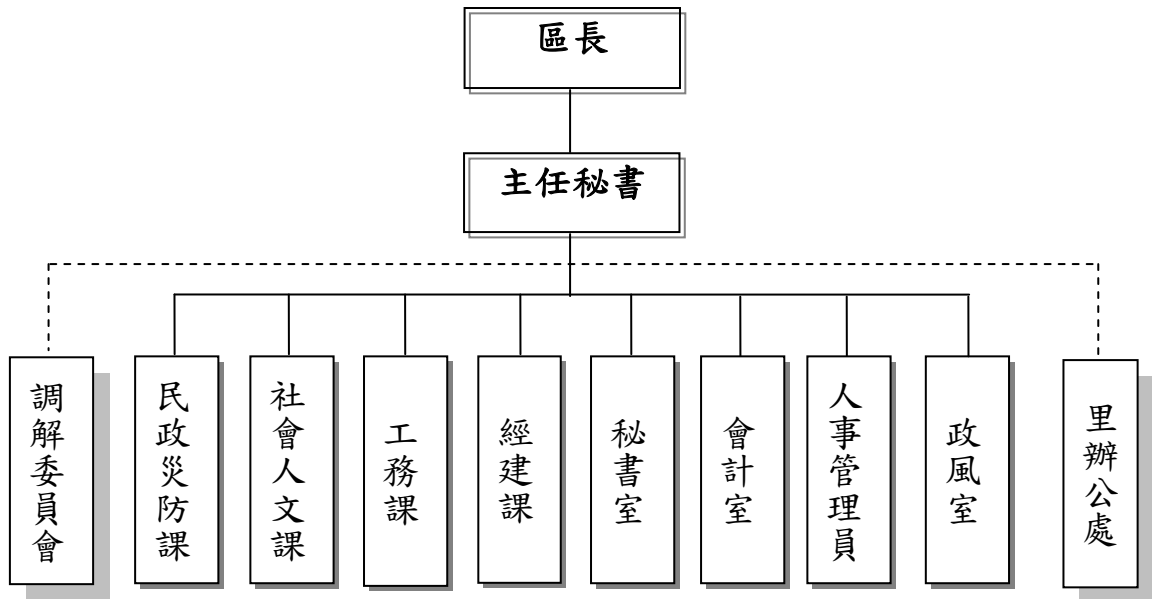 區長
主任秘書
調解委員會
民政災防課
社會人文課
工務課
經建課
秘書室
會計室
人事管理員
政風室
里辦公處